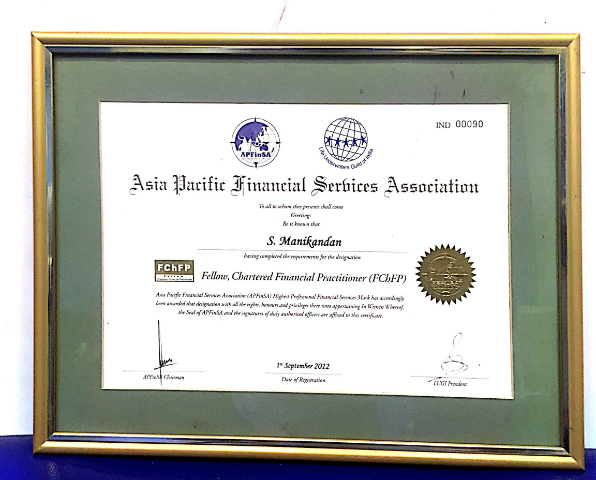 IND 00090
APFinSA
Life Underwriters Guild of India
Asia Pacific Financial Services Association
To all to whom thee presents shall come
Greetings
Be it known that
S. Manikandan
having completed the requirements for the designation
FChFP
Fellow, Chartered Financial Practitioner (FChFP)
Asia Pacific Financial Services Association (APFinSA) Highest Professional Financial Services Mark has accordingly
been awarded that designation with all the rights, honours and privileges there unto appertaining In Witness Whereof,
the Seal of APFinSA and the signatures of duly authorised officers are affixed to this certificate.
1st September 2012
APFinSA Chairman
Date of Registration
LUGI President